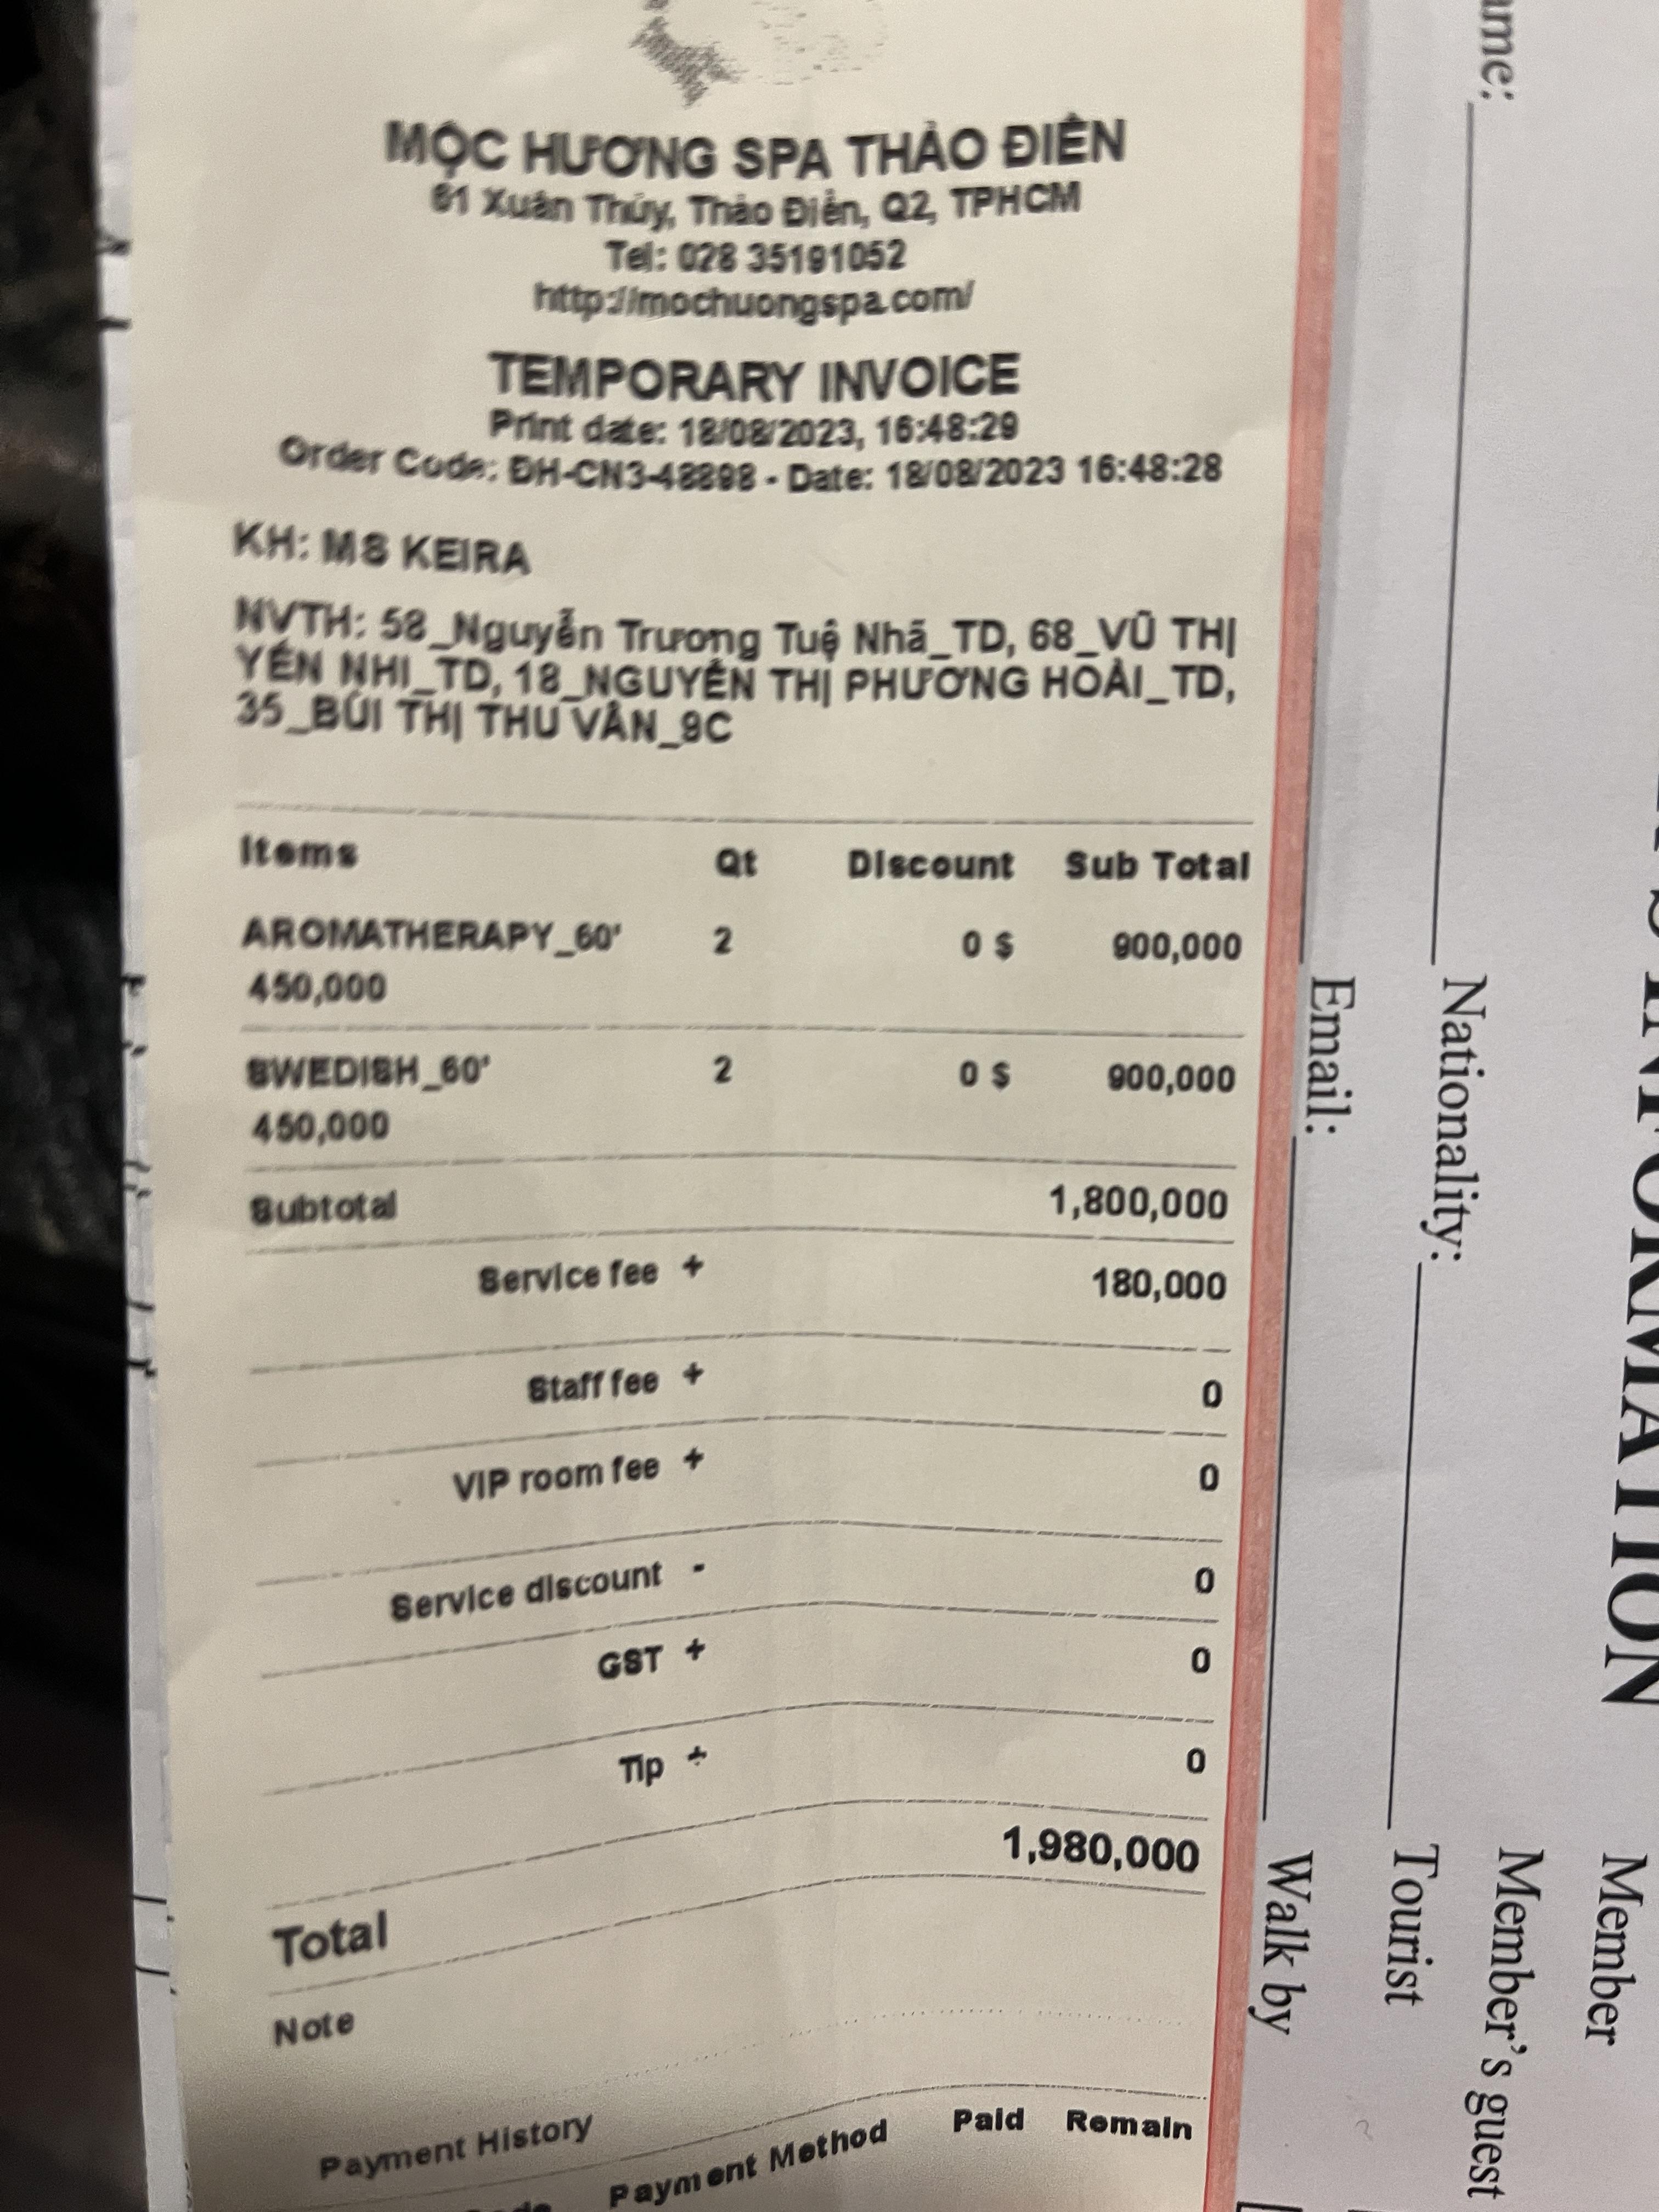 MỘC HƯƠNG SPA THẢO ĐIỀN
61 Xuân Thủy, Thảo Điền, Q2, TPHCM
Tel: 028 35191052
http://mochuongspa.com/
TEMPORARY INVOICE
Print date: 18/08/2023, 16:48:29
Order Code: ĐH-CN3-48898 - Date: 18/08/2023 16:48:28
KH: MS KEIRA
NVTH: 58_Nguyễn Trương Tuệ Nhã_TD, 68_VŨ THỊ
YẾN NHI_TD, 18_NGUYỄN THỊ PHƯƠNG HOÀI_TD,
35_BÙI THỊ THU VÂN_9C
Items Qt Discount Sub Total
AROMATHERAPY_60' 2 0 $ 900,000
450,000
SWEDISH_60' 2 0 $ 900,000
450,000
Subtotal 1,800,000
Service fee + 180,000
Staff fee + 0
VIP room fee + 0
Service discount - 0
GST + 0
Tip + 0
Total 1,980,000
Note
Payment History
Payment Method Paid Remain
ame:
Nationality:
Email:
INFORMATION
Member
Member's guest
Tourist
Walk by